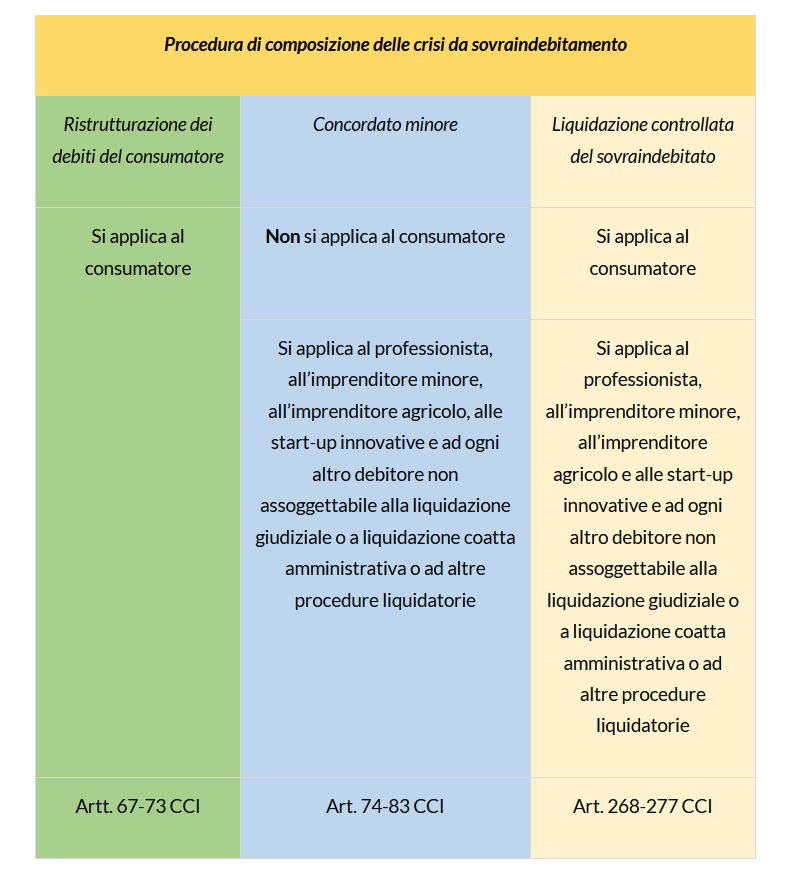 Procedura di composizione delle crisi da sovraindebitamento
Ristrutturazione dei
debiti del consumatore
Concordato minore
Liquidazione controllata
del sovraindebitato
Si applica al
consumatore
Non si applica al consumatore
Si applica al
consumatore
Si applica al professionista,
all’imprenditore minore,
all’imprenditore agricolo, alle
start-up innovative e ad ogni
altro debitore non
assoggettabile alla liquidazione
giudiziale o a liquidazione coatta
amministrativa o ad altre
procedure liquidatorie
Si applica al
professionista,
all’imprenditore minore,
all’imprenditore
agricolo e alle start-up
innovative e ad ogni
altro debitore non
assoggettabile alla
liquidazione giudiziale o
a liquidazione coatta
amministrativa o ad
altre procedure
liquidatorie
Artt. 67-73 CCI
Art. 74-83 CCI
Art. 268-277 CCI